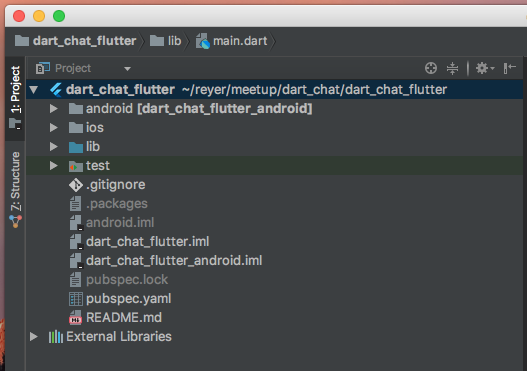 dart_chat_flutter lib main.dart
Project
1: Project
Z: Structure
dart_chat_flutter ~/reyer/meetup/dart_chat/dart_chat_flutter
android [dart_chat_flutter_android]
ios
lib
test
.gitignore
.packages
android.iml
dart_chat_flutter.iml
dart_chat_flutter_android.iml
pubspec.lock
pubspec.yaml
README.md
External Libraries